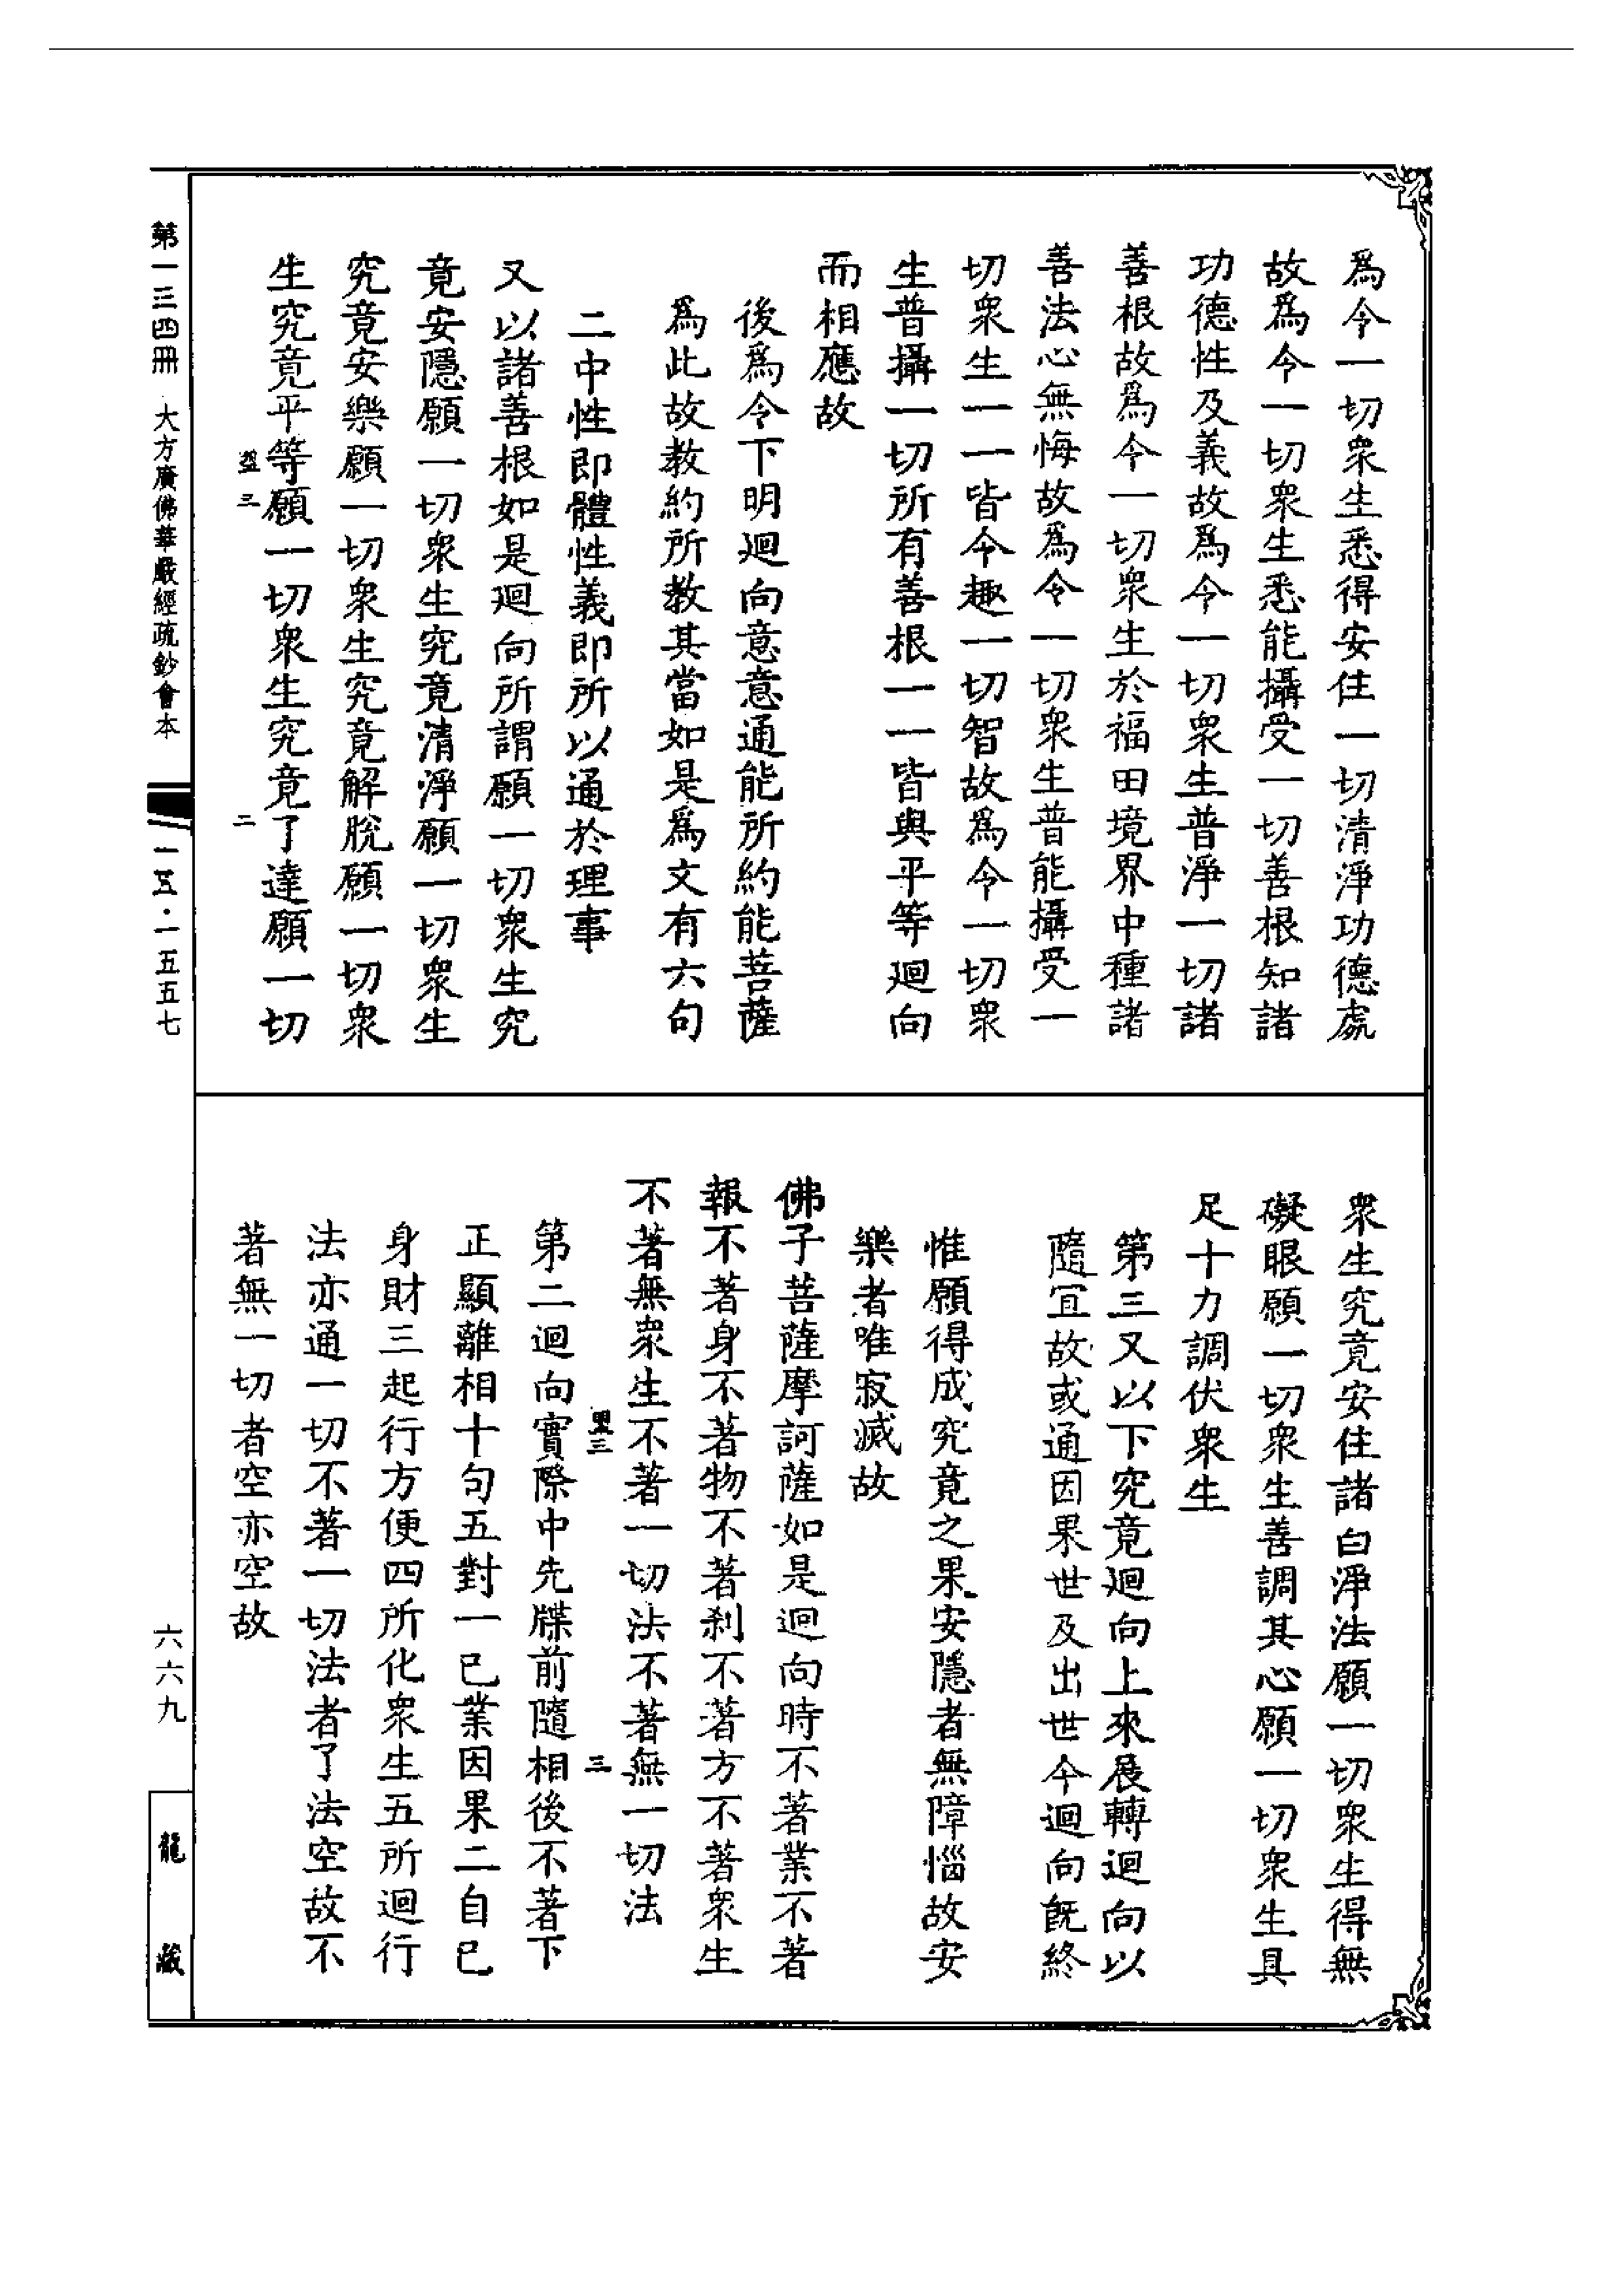 為令一切衆生悉得安住一切清淨功德處
故為令一切衆生悉能攝受一切善根知諸
功德性及義故為令一切衆生普淨一切諸
善根故為令一切衆生於福田境界中種諸
善法心無悔故為令一切衆生普能攝受一
切衆生一一皆令趣一切智故為令一切衆
生普攝一切所有善根一一皆與平等迴向
而相應故
後為令下明迴向意意通能所約能菩薩
為此故教約所教其當如是為文有六句
二中性即體性義即所以通於理事
又以諸善根如是迴向所謂願一切衆生究
竟安隱願一切衆生究竟清淨願一切衆生
究竟安樂願一切衆生究竟解脫願一切衆
生究竟平等願一切衆生究竟了達願一切
三
二
第一三四冊 大方廣佛華嚴經疏鈔會本
一五·一五五七
衆生究竟安住諸白淨法願一切衆生得無
礙眼願一切衆生善調其心願一切衆生具
足十力調伏衆生
第三又以下究竟迴向上來展轉迴向以
隨宜故或通因果世及出世今迴向既終
惟願得成究竟之果安隱者無障惱故安
樂者唯寂滅故
佛子菩薩摩訶薩如是迴向時不著業不著
報不著身不著物不著刹不著方不著衆生
不著無衆生不著一切法不著無一切法
三
三
第二迴向實際中先牒前隨相後不著下
正顯離相十句五對一已業因果二自已
身財三起行方便四所化衆生五所迴行
法亦通一切不著一切法者了法空故不
著無一切者空亦空故
六六九
龍藏